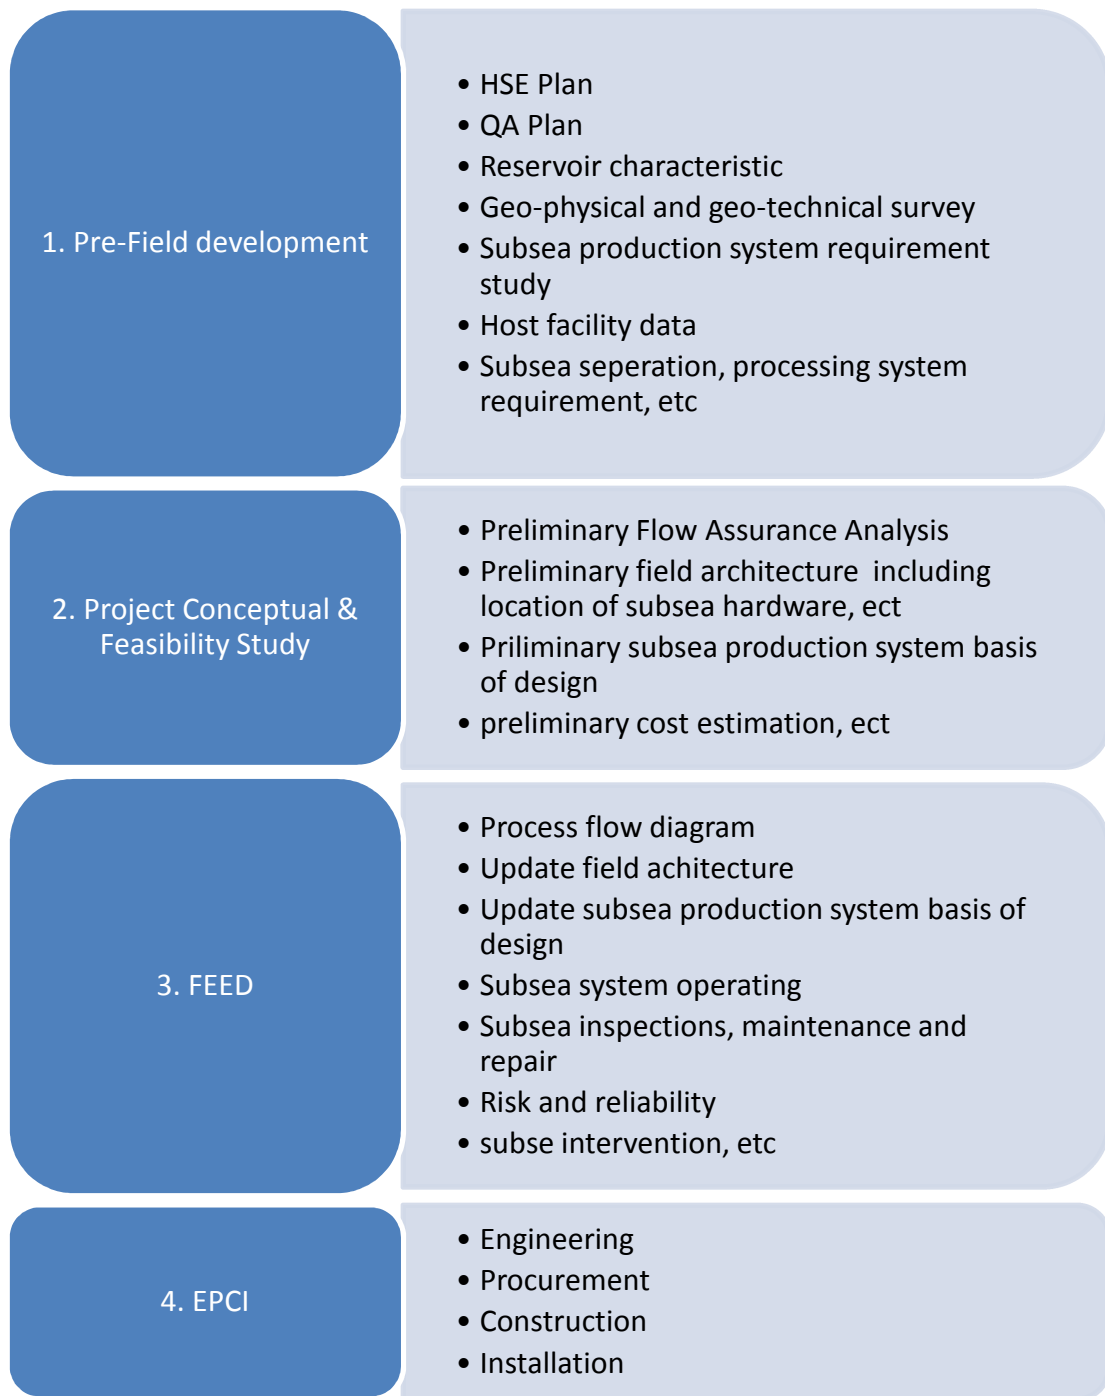 1. Pre-Field development
• HSE Plan
• QA Plan
• Reservoir characteristic
• Geo-physical and geo-technical survey
• Subsea production system requirement
study
• Host facility data
• Subsea seperation, processing system
requirement, etc
2. Project Conceptual &
Feasibility Study
• Preliminary Flow Assurance Analysis
• Preliminary field architecture  including
location of subsea hardware, ect
• Priliminary subsea production system basis
of design
• preliminary cost estimation, ect
3. FEED
• Process flow diagram
• Update field achitecture
• Update subsea production system basis of
design
• Subsea system operating
• Subsea inspections, maintenance and
repair
• Risk and reliability
• subse intervention, etc
4. EPCI
• Engineering
• Procurement
• Construction
• Installation